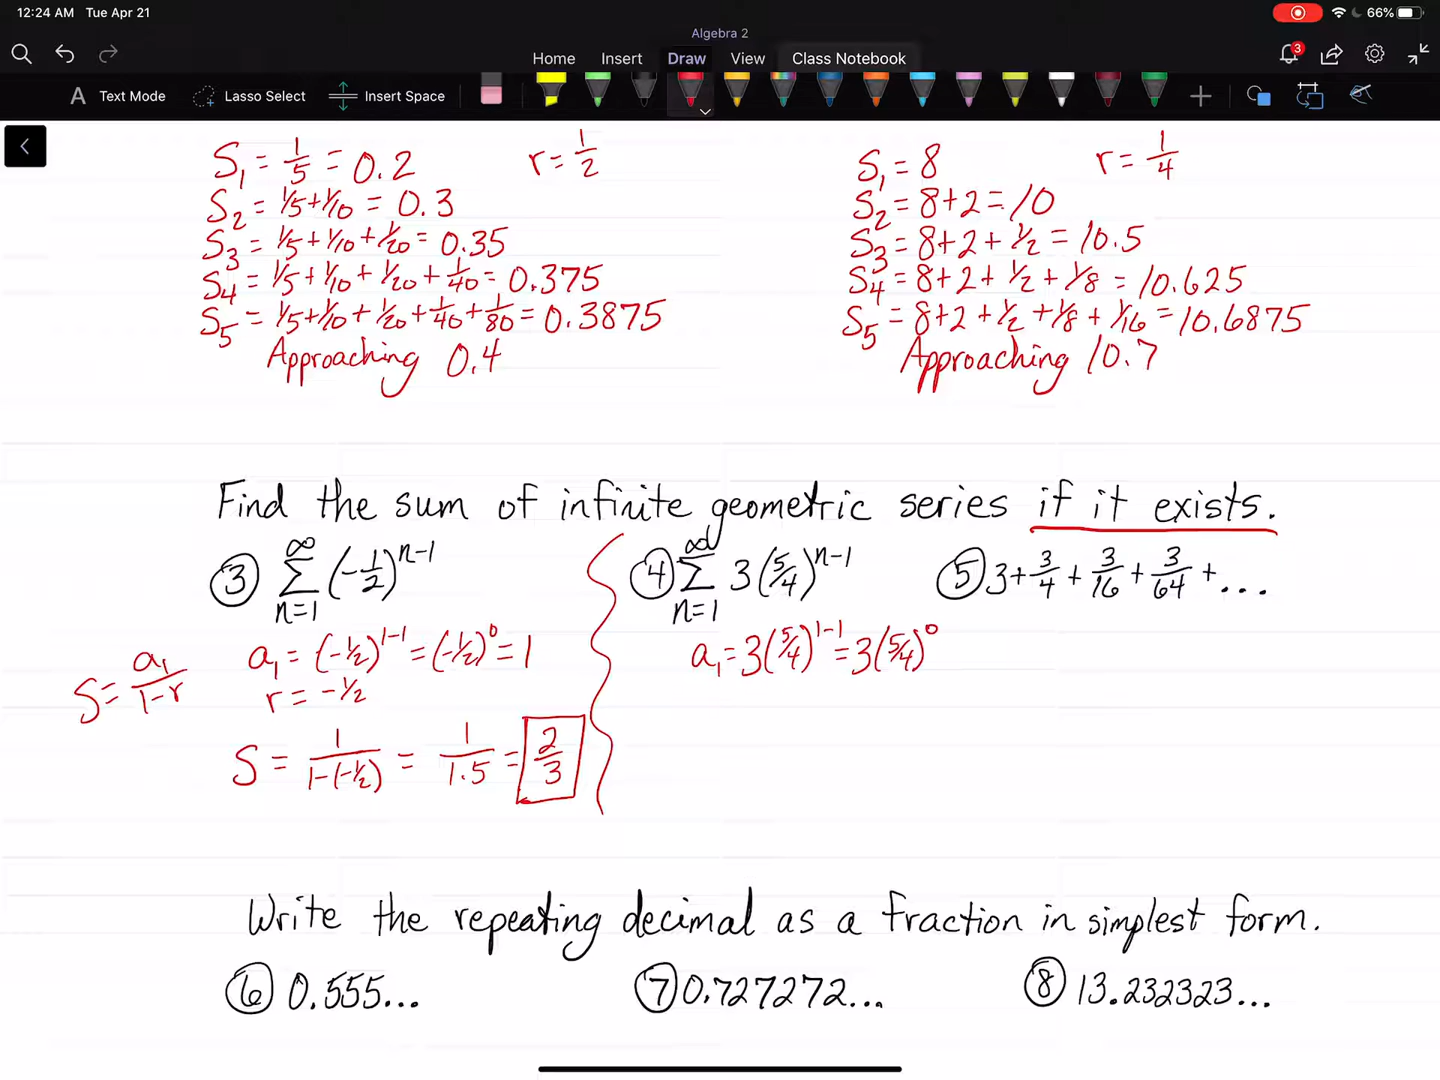 12:24 AM Tue Apr 21
66%
Algebra 2
Home Insert Draw View Class Notebook
3
Text Mode Lasso Select Insert Space
S₁ = 1/5 = 0.2 r = 1/2
S₂ = 1/5 + 1/10 = 0.3
S₃ = 1/5 + 1/10 + 1/20 = 0.35
S₄ = 1/5 + 1/10 + 1/20 + 1/40 = 0.375
S₅ = 1/5 + 1/10 + 1/20 + 1/40 + 1/80 = 0.3875
Approaching 0.4
S₁ = 8 r = 1/4
S₂ = 8+2 = 10
S₃ = 8+2+1/2 = 10.5
S₄ = 8+2+1/2+1/8 = 10.625
S₅ = 8+2+1/2+1/8+1/16 = 10.6875
Approaching 10.7
Find the sum of infinite geometric series if it exists.
③ ∞ Σ n=1 (-1/2)^(n-1)
a₁ = (-1/2)^(1-1) = (-1/2)^0 = 1
S = a₁/(1-r)
r = -1/2
S = 1/(1-(-1/2)) = 1/1.5 = 2/3
④ ∞ Σ n=1 3(5/4)^(n-1)
a₁ = 3(5/4)^(1-1) = 3(5/4)^0
⑤ 3 + 3/4 + 3/16 + 3/64 + ...
Write the repeating decimal as a fraction in simplest form.
⑥ 0.555... ⑦ 0.727272... ⑧ 13.232323...